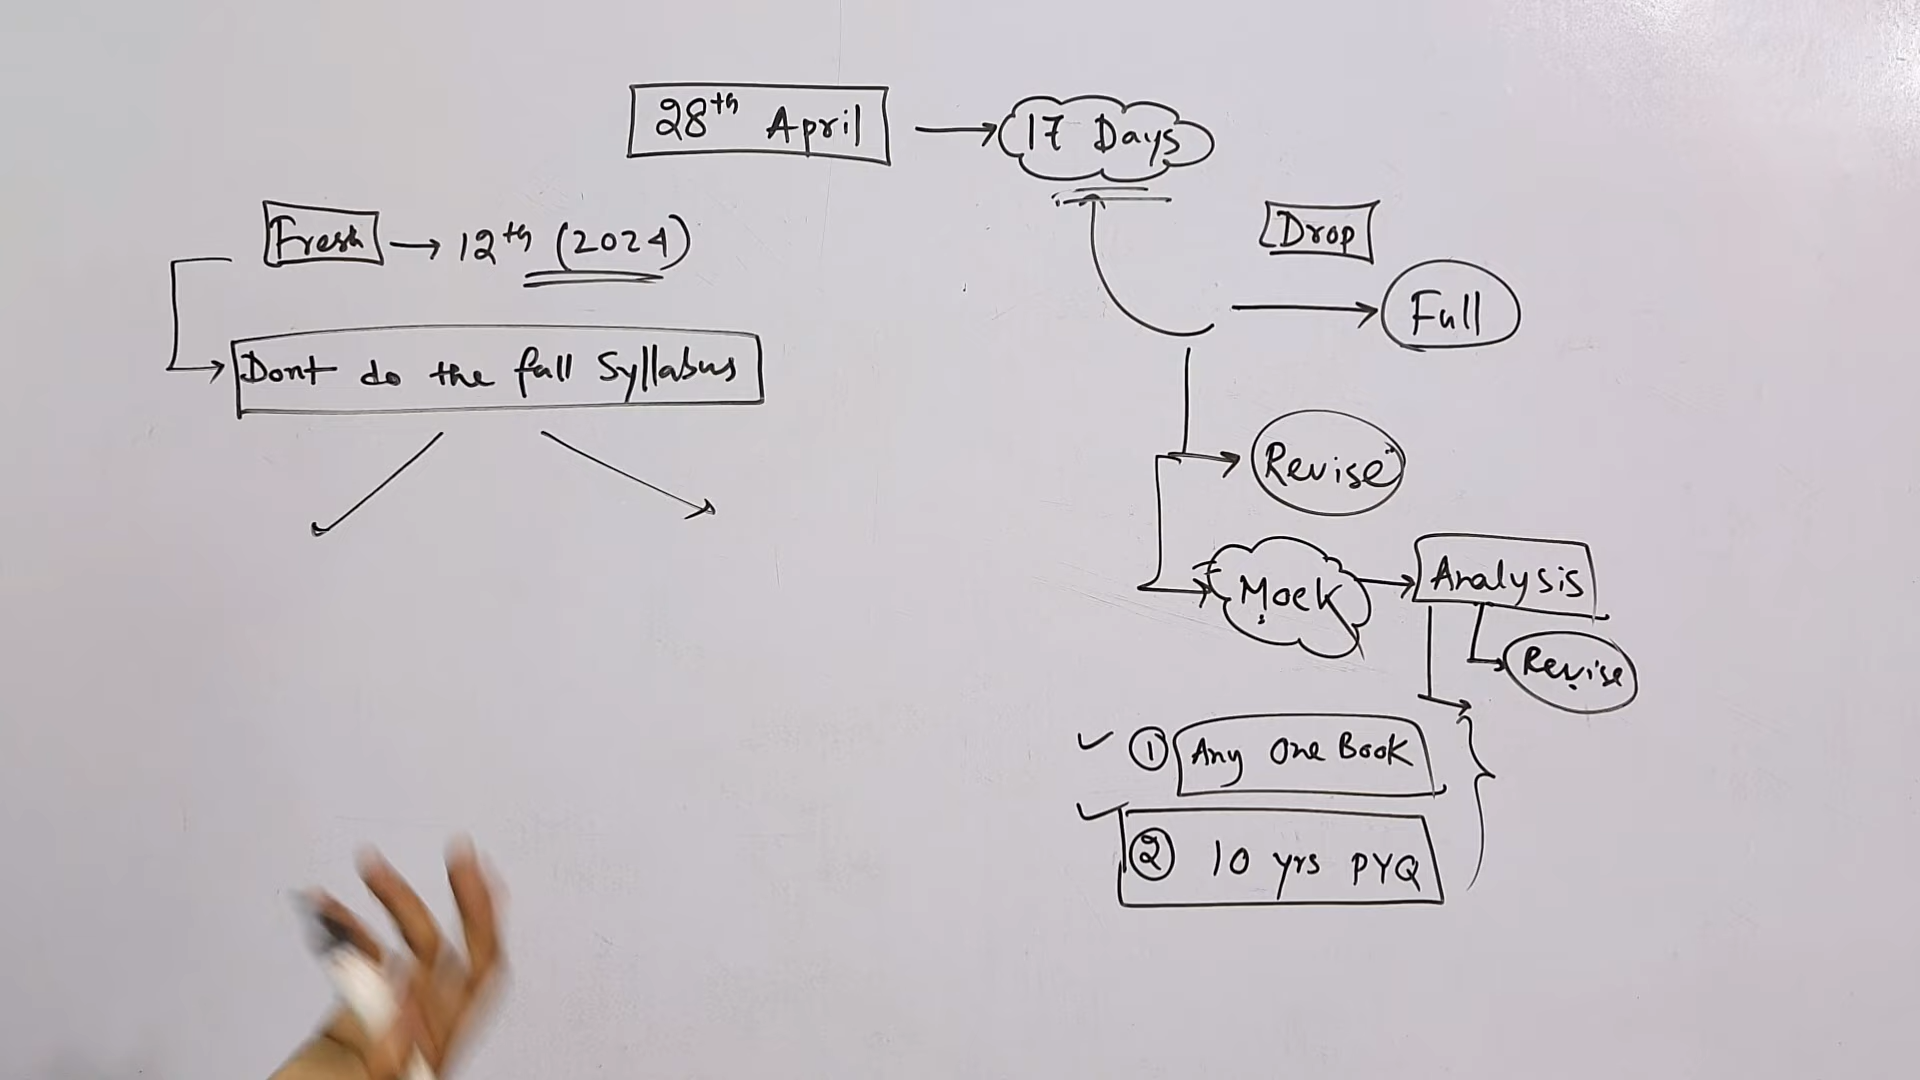 28th April → 17 Days
Fresh → 12th (2024)
Drop
Full
Dont do the full Syllabus
Revise
Mock → Analysis
Revise
① Any One Book
② 10 yrs PYQ